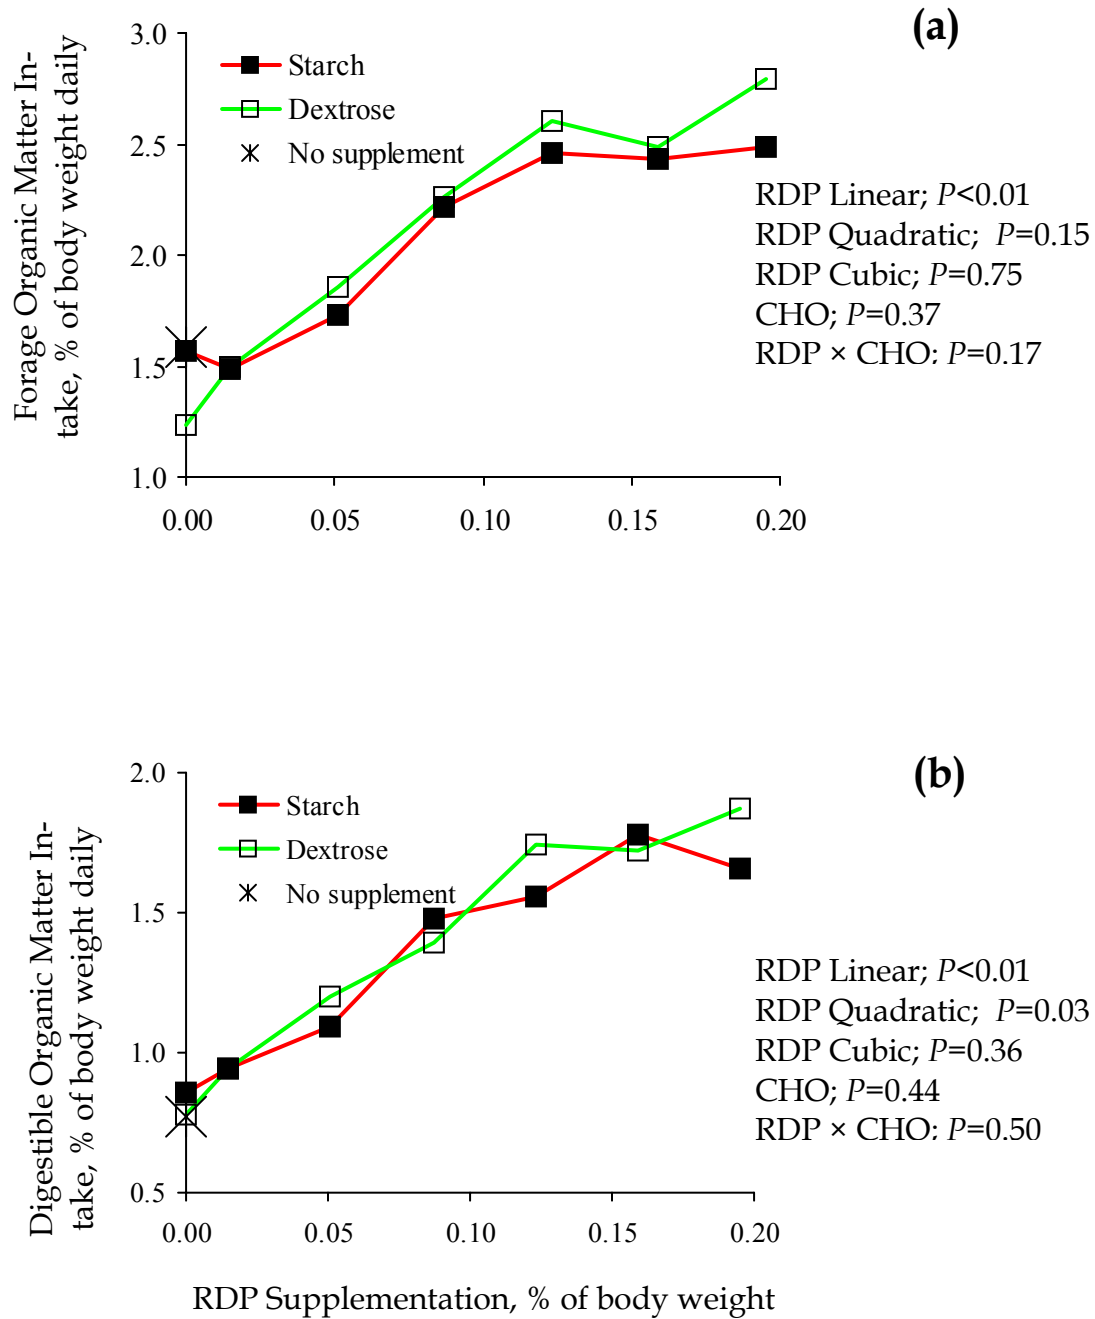 (a)
Forage Organic Matter In-
take, % of body weight daily
3.0
2.5
2.0
1.5
1.0
Starch
Dextrose
No supplement
RDP Linear; P<0.01
RDP Quadratic;  P=0.15
RDP Cubic; P=0.75
CHO; P=0.37
RDP × CHO: P=0.17
0.00 0.05 0.10 0.15 0.20
(b)
Digestible Organic Matter In-
take, % of body weight daily
2.0
1.5
1.0
0.5
Starch
Dextrose
No supplement
RDP Linear; P<0.01
RDP Quadratic;  P=0.03
RDP Cubic; P=0.36
CHO; P=0.44
RDP × CHO: P=0.50
0.00 0.05 0.10 0.15 0.20
RDP Supplementation, % of body weight